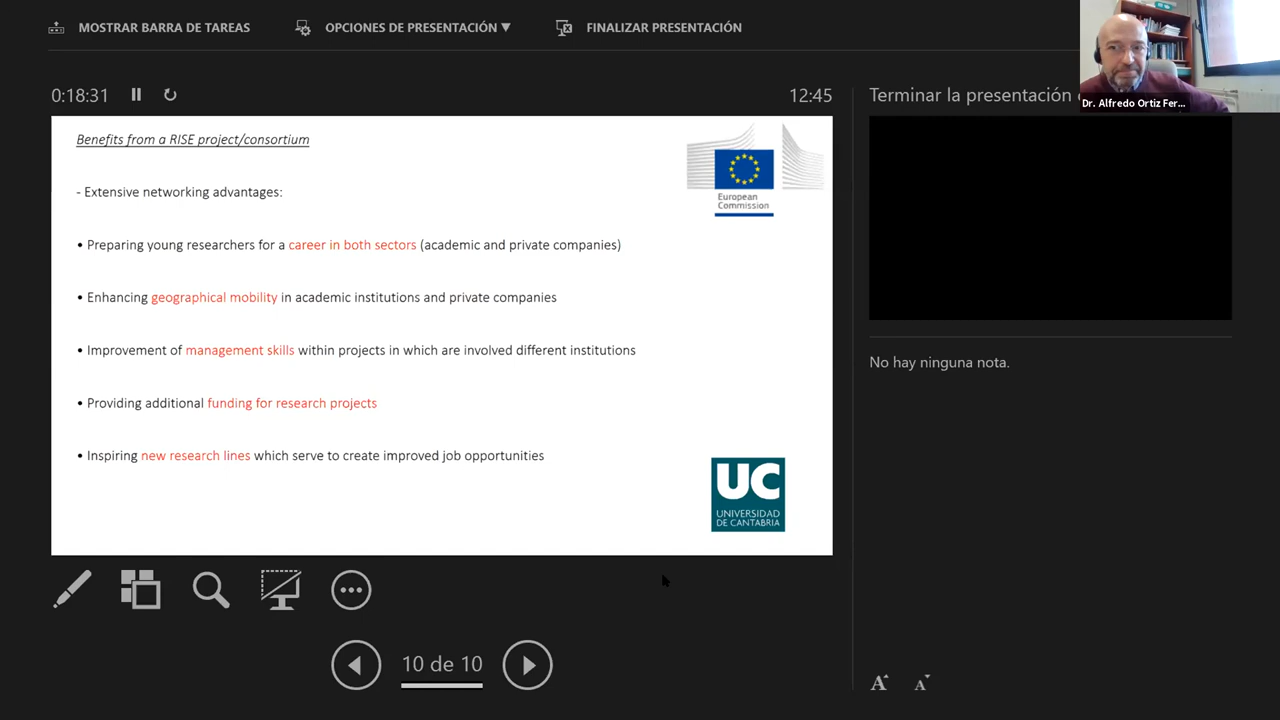 MOSTRAR BARRA DE TAREAS
OPCIONES DE PRESENTACIÓN ▼
FINALIZAR PRESENTACIÓN
Dr. Alfredo Ortiz Fer...
0:18:31
12:45
Terminar la presentación
Benefits from a RISE project/consortium
- Extensive networking advantages:
• Preparing young researchers for a career in both sectors (academic and private companies)
• Enhancing geographical mobility in academic institutions and private companies
• Improvement of management skills within projects in which are involved different institutions
• Providing additional funding for research projects
• Inspiring new research lines which serve to create improved job opportunities
European
Commission
UC
UNIVERSIDAD
DE CANTABRIA
No hay ninguna nota.
10 de 10
A A